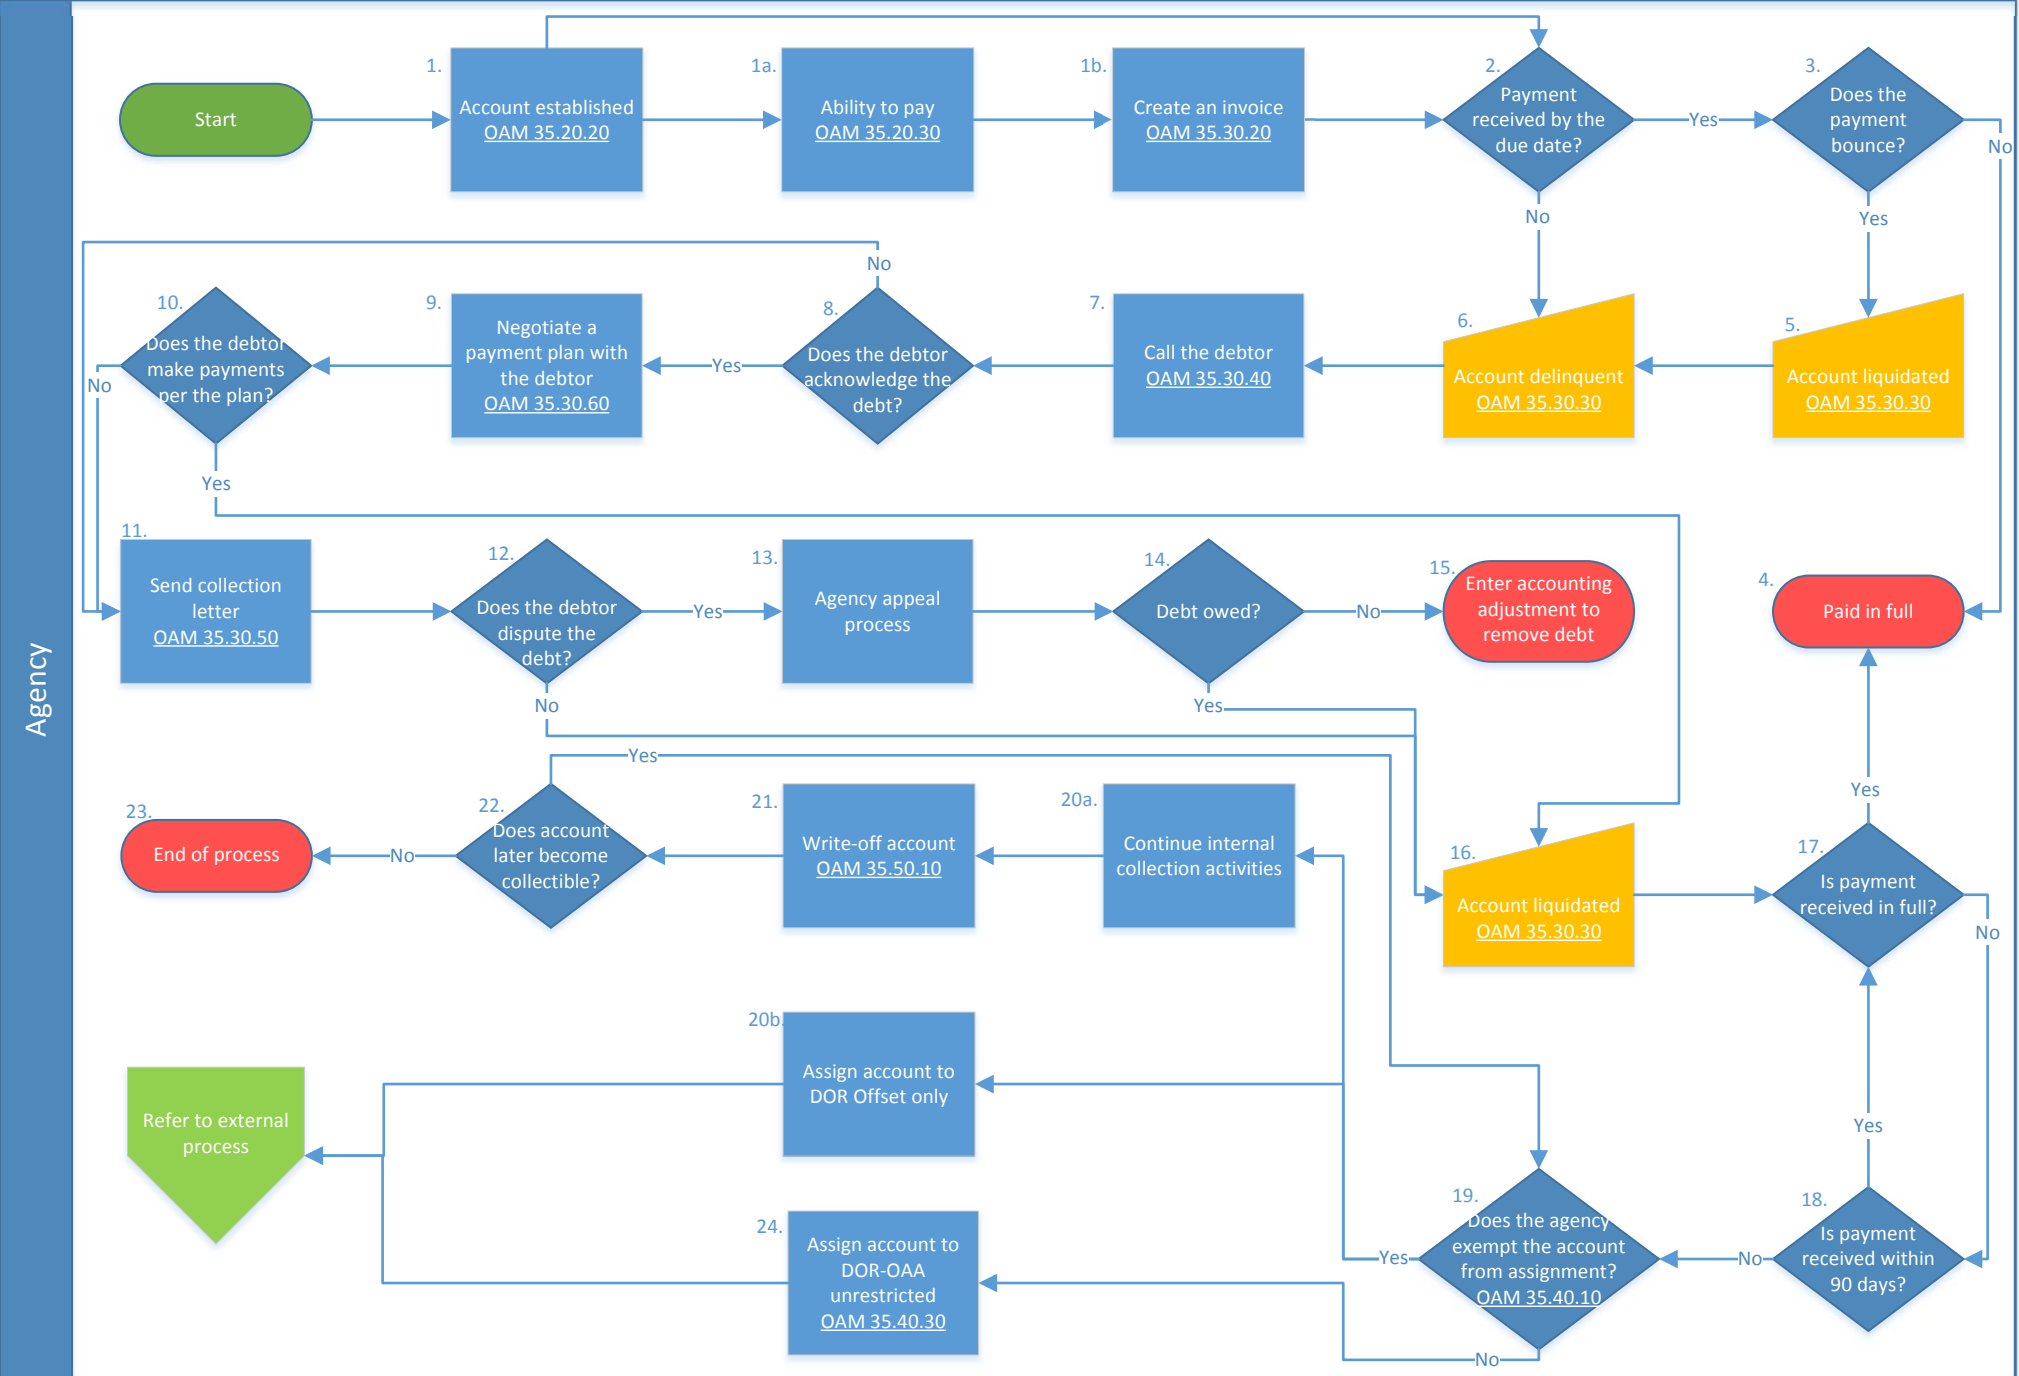 Agency
Start
1.
Account established
OAM 35.20.20
1a.
Ability to pay
OAM 35.20.30
1b.
Create an invoice
OAM 35.30.20
2.
Payment
received by the
due date?
Yes
No
3.
Does the
payment
bounce?
No
Yes
10.
Does the debtor
make payments
per the plan?
No
Yes
9.
Negotiate a
payment plan with
the debtor
OAM 35.30.60
Yes
No
8.
Does the debtor
acknowledge the
debt?
7.
Call the debtor
OAM 35.30.40
6.
Account delinquent
OAM 35.30.30
5.
Account liquidated
OAM 35.30.30
11.
Send collection
letter
OAM 35.30.50
12.
Does the debtor
dispute the
debt?
Yes
No
13.
Agency appeal
process
14.
Debt owed?
No
Yes
15.
Enter accounting
adjustment to
remove debt
4.
Paid in full
Yes
23.
End of process
No
22.
Does account
later become
collectible?
Yes
21.
Write-off account
OAM 35.50.10
20a.
Continue internal
collection activities
16.
Account liquidated
OAM 35.30.30
17.
Is payment
received in full?
No
20b.
Assign account to
DOR Offset only
Refer to external
process
24.
Assign account to
DOR-OAA
unrestricted
OAM 35.40.30
Yes
19.
Does the agency
exempt the account
from assignment?
OAM 35.40.10
No
No
18.
Is payment
received within
90 days?
Yes